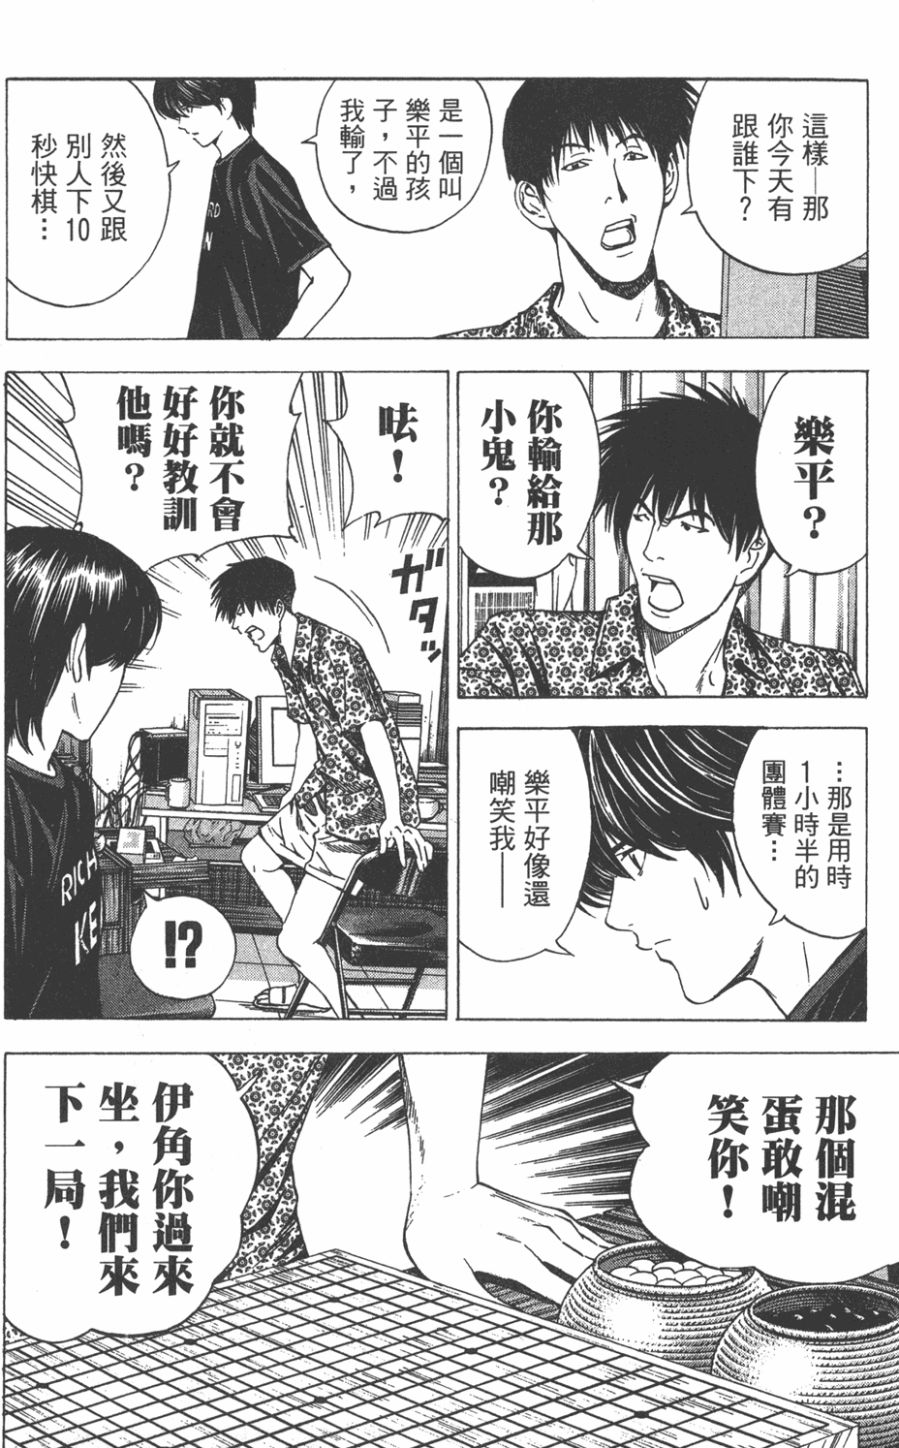 這樣─那
你今天有
跟誰下？
是一個叫
樂平的孩
子，不過
我輸了，
然後又跟
別人下10
秒快棋…
樂平？
你輸給那
小鬼？
呿！
你就不會
好好教訓
他嗎？
ガタッ
RICH
KE
!?
…那是用時
1小時半的
團體賽…
樂平好像還
嘲笑我──
那個混
蛋敢嘲
笑你！
伊角你過來
坐，我們來
下一局！